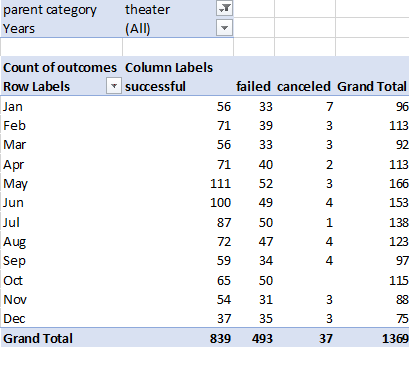 parent category theater
Years (All)
Count of outcomes Column Labels
Row Labels successful failed canceled Grand Total
Jan 56 33 7 96
Feb 71 39 3 113
Mar 56 33 3 92
Apr 71 40 2 113
May 111 52 3 166
Jun 100 49 4 153
Jul 87 50 1 138
Aug 72 47 4 123
Sep 59 34 4 97
Oct 65 50 115
Nov 54 31 3 88
Dec 37 35 3 75
Grand Total 839 493 37 1369